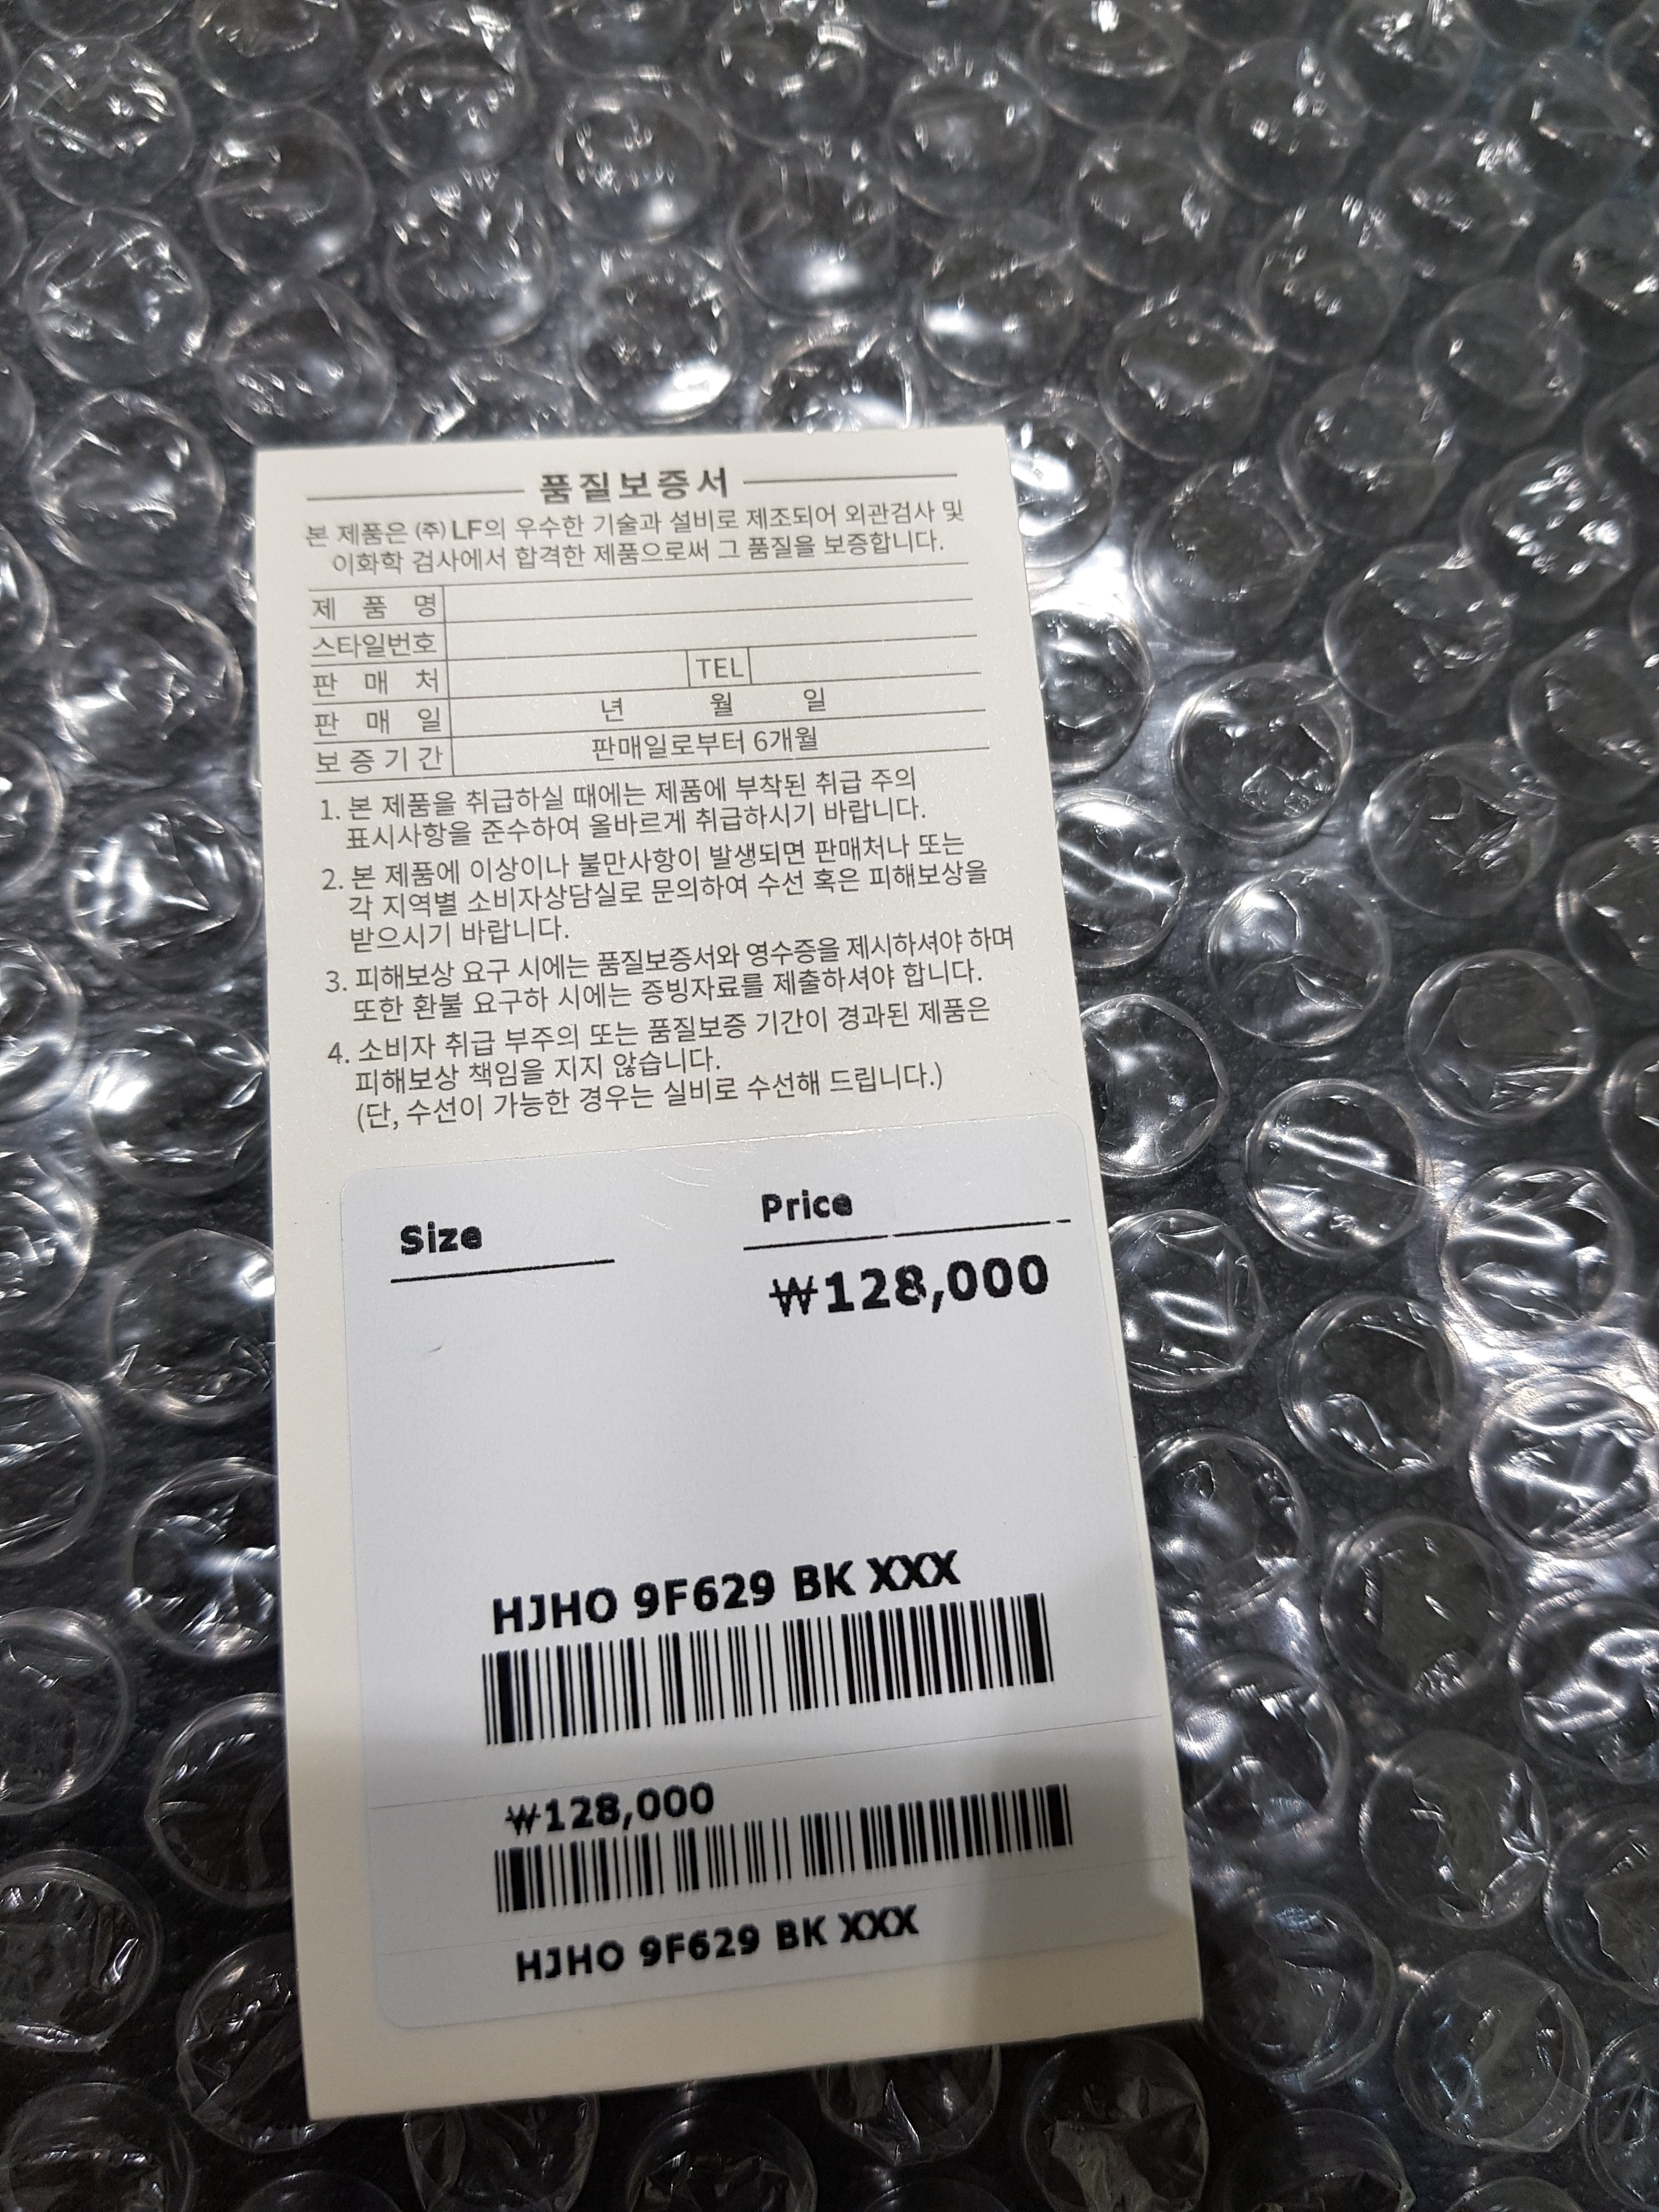 품질보증서
본 제품은 (주)LF의 우수한 기술과 설비로 제조되어 외관검사 및
이화학 검사에서 합격한 제품으로써 그 품질을 보증합니다.
제 품 명
스타일번호
판 매 처 TEL
판 매 일 년 월 일
보증기간 판매일로부터 6개월
1. 본 제품을 취급하실 때에는 제품에 부착된 취급 주의
표시사항을 준수하여 올바르게 취급하시기 바랍니다.
2. 본 제품에 이상이나 불만사항이 발생되면 판매처나 또는
각 지역별 소비자상담실로 문의하여 수선 혹은 피해보상을
받으시기 바랍니다.
3. 피해보상 요구 시에는 품질보증서와 영수증을 제시하셔야 하며
또한 환불 요구하 시에는 증빙자료를 제출하셔야 합니다.
4. 소비자 취급 부주의 또는 품질보증 기간이 경과된 제품은
피해보상 책임을 지지 않습니다.
(단, 수선이 가능한 경우는 실비로 수선해 드립니다.)
Size Price
₩128,000
HJHO 9F629 BK XXX
₩128,000
HJHO 9F629 BK XXX